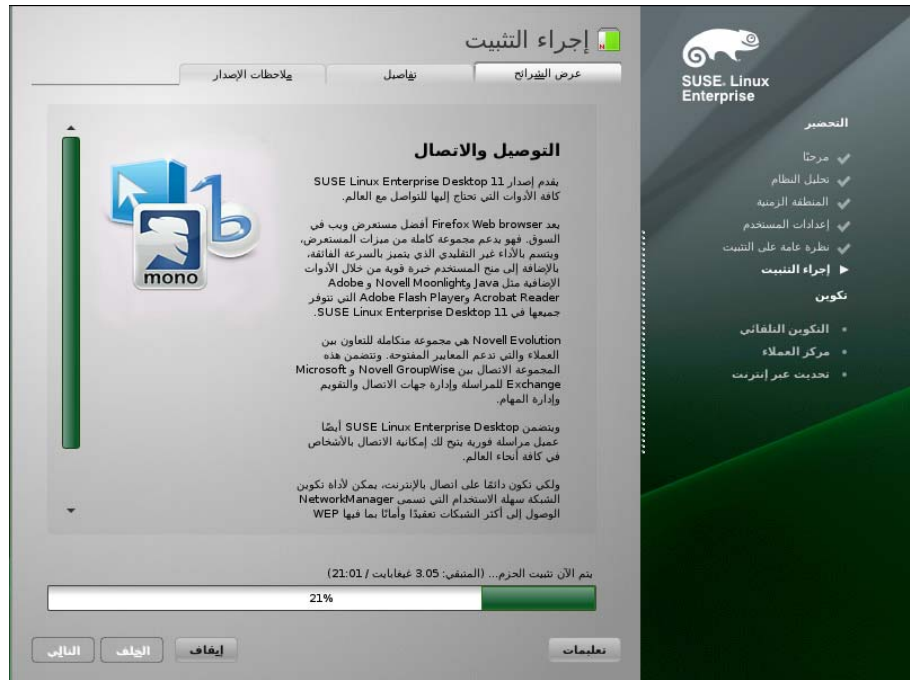 إجراء التثبيت
عرض الشرائح
تفاصيل
ملاحظات الإصدار
SUSE. Linux
Enterprise
التحضير
مرحبًا
تحليل النظام
المنطقة الزمنية
إعدادات المستخدم
نظرة عامة على التثبيت
إجراء التثبيت
تكوين
التكوين التلقائي
مركز العملاء
تحديث عبر إنترنت
mono
التوصيل والاتصال
يقدم إصدار SUSE Linux Enterprise Desktop 11
كافة الأدوات التي تحتاج إليها للتواصل مع العالم.
يعد Firefox Web browser أفضل مستعرض ويب في
السوق. فهو يدعم مجموعة كاملة من ميزات المستعرض،
ويتسم بالأداء غير التقليدي الذي يتميز بالسرعة الفائقة،
بالإضافة إلى منح المستخدم خبرة قوية من خلال الأدوات
الإضافية مثل Java وNovell Moonlight و Adobe
Acrobat Reader وAdobe Flash Player التي تتوفر
جميعها في SUSE Linux Enterprise Desktop 11.
Novell Evolution هي مجموعة متكاملة للتعاون بين
العملاء والتي تدعم المعايير المفتوحة. وتتضمن هذه
المجموعة الاتصال بين Novell GroupWise و Microsoft
Exchange للمراسلة وإدارة جهات الاتصال والتقويم
وإدارة المهام.
ويتضمن SUSE Linux Enterprise Desktop أيضًا
عميل مراسلة فورية يتيح لك إمكانية الاتصال بالأشخاص
في كافة أنحاء العالم.
ولكي تكون دائمًا على اتصال بالإنترنت، يمكن لأداة تكوين
الشبكة سهلة الاستخدام التي تسمى NetworkManager
الوصول إلى أكثر الشبكات تعقيدًا وأمانًا بما فيها WEP
يتم الآن تثبيت الحزم... (المتبقي: 3.05 غيغابايت / 21:01)
21%
تعليمات
إيقاف
الخلف
التالي